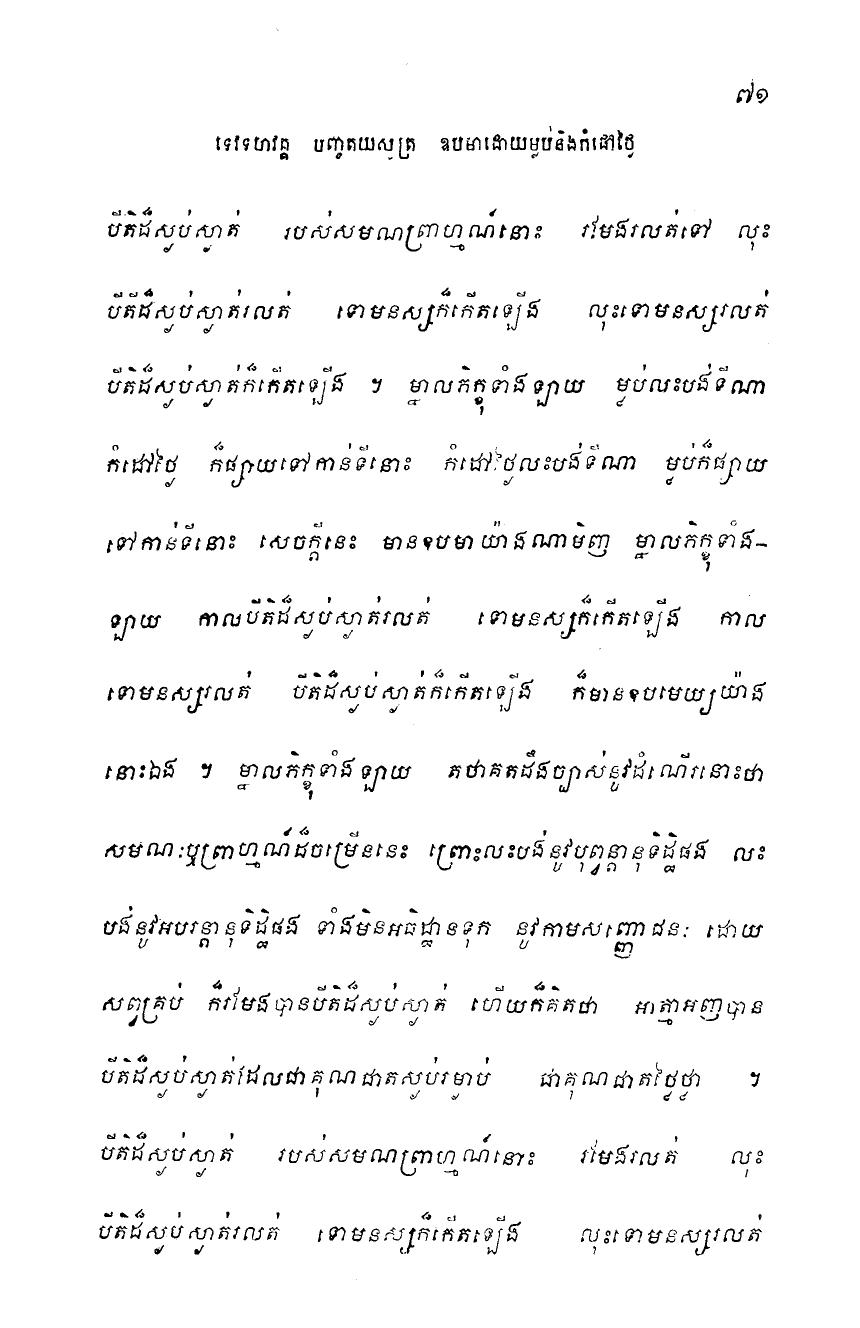 ៧១
ទេវទហវគ្គ បញ្ចត្តយសូត្រ ឧបមាដោយម្លប់និងកំដៅថ្ងៃ
បីតិដ៏ស្ងប់ស្ងាត់ របស់សមណព្រាហ្មណ៍នោះ រមែងរលត់ទៅ លុះ
បីតិដ៏ស្ងប់ស្ងាត់រលត់ ទោមនស្សក៏កើតឡើង លុះទោមនស្សរលត់
បីតិដ៏ស្ងប់ស្ងាត់ក៏កើតឡើង ។ ម្នាលភិក្ខុទាំងឡាយ ម្លប់លះបង់ទីណា
កំដៅថ្ងៃ ក៏ផ្សាយទៅកាន់ទីនោះ កំដៅថ្ងៃលះបង់ទីណា ម្លប់ក៏ផ្សាយ
ទៅកាន់ទីនោះ សេចក្តីនេះ មានឧបមាយ៉ាងណាមិញ ម្នាលភិក្ខុទាំង–
ឡាយ កាលបីតិដ៏ស្ងប់ស្ងាត់រលត់ ទោមនស្សក៏កើតឡើង កាល
ទោមនស្សរលត់ បីតិដ៏ស្ងប់ស្ងាត់ក៏កើតឡើង ក៏មានឧបមេយ្យយ៉ាង
នោះឯង ។ ម្នាលភិក្ខុទាំងឡាយ តថាគតដឹងច្បាស់នូវដំណើរនោះថា
សមណៈឬព្រាហ្មណ៍ដ៏ចម្រើននេះ ព្រោះលះបង់នូវបុព្វន្តានុទិដ្ឋិផង លះ
បង់នូវអបរន្តានុទិដ្ឋិផង ទាំងមិនអធិដ្ឋានទុក នូវកាមសញ្ញោជនៈ ដោយ
សព្វគ្រប់ ក៏រមែងបានបីតិដ៏ស្ងប់ស្ងាត់ ហើយក៏គិតថា អាត្មាអញបាន
បីតិដ៏ស្ងប់ស្ងាត់ដែលជាគុណជាតស្ងប់រម្ងាប់ ជាគុណជាតថ្លៃថ្លា ។
បីតិដ៏ស្ងប់ស្ងាត់ របស់សមណព្រាហ្មណ៍នោះ រមែងរលត់ លុះ
បីតិដ៏ស្ងប់ស្ងាត់រលត់ ទោមនស្សក៏កើតឡើង លុះទោមនស្សរលត់